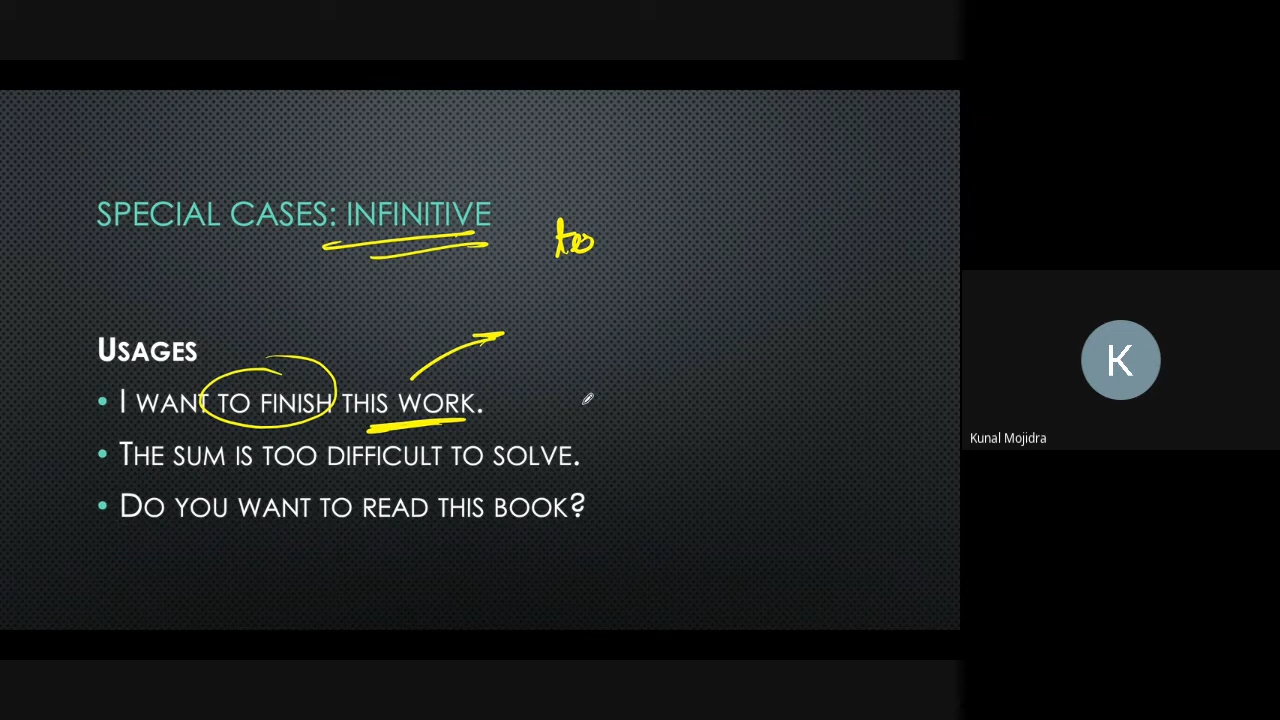 SPECIAL CASES: INFINITIVE
to
USAGES
• I WANT TO FINISH THIS WORK.
• THE SUM IS TOO DIFFICULT TO SOLVE.
• DO YOU WANT TO READ THIS BOOK?
K
Kunal Mojidra